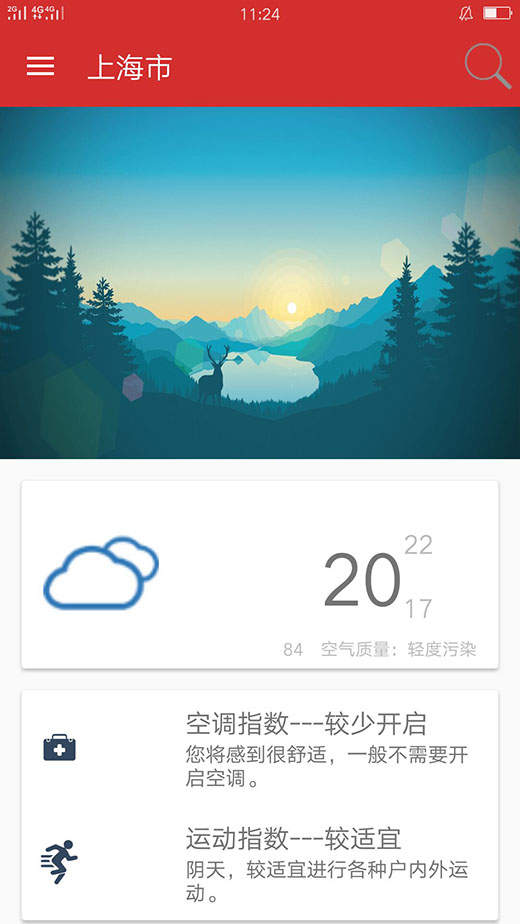 2G 4G 4G 11:24
上海市
22
20
17
84 空气质量：轻度污染
空调指数---较少开启
您将感到很舒适，一般不需要开
启空调。
运动指数---较适宜
阴天，较适宜进行各种户内外运
动。